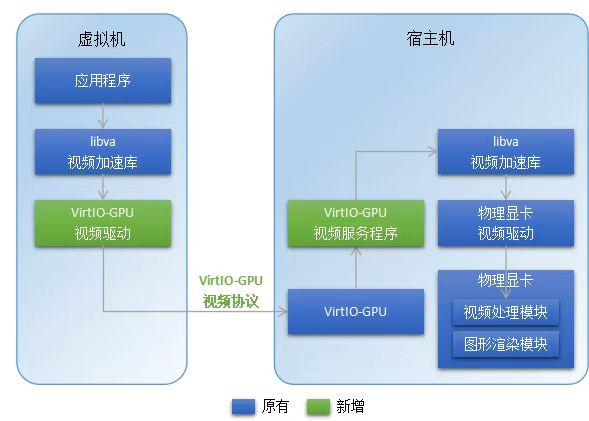 虚拟机
应用程序
libva
视频加速库
VirtIO-GPU
视频驱动
VirtIO-GPU
视频协议
宿主机
libva
视频加速库
VirtIO-GPU
视频服务程序
物理显卡
视频驱动
VirtIO-GPU
物理显卡
视频处理模块
图形渲染模块
原有
新增